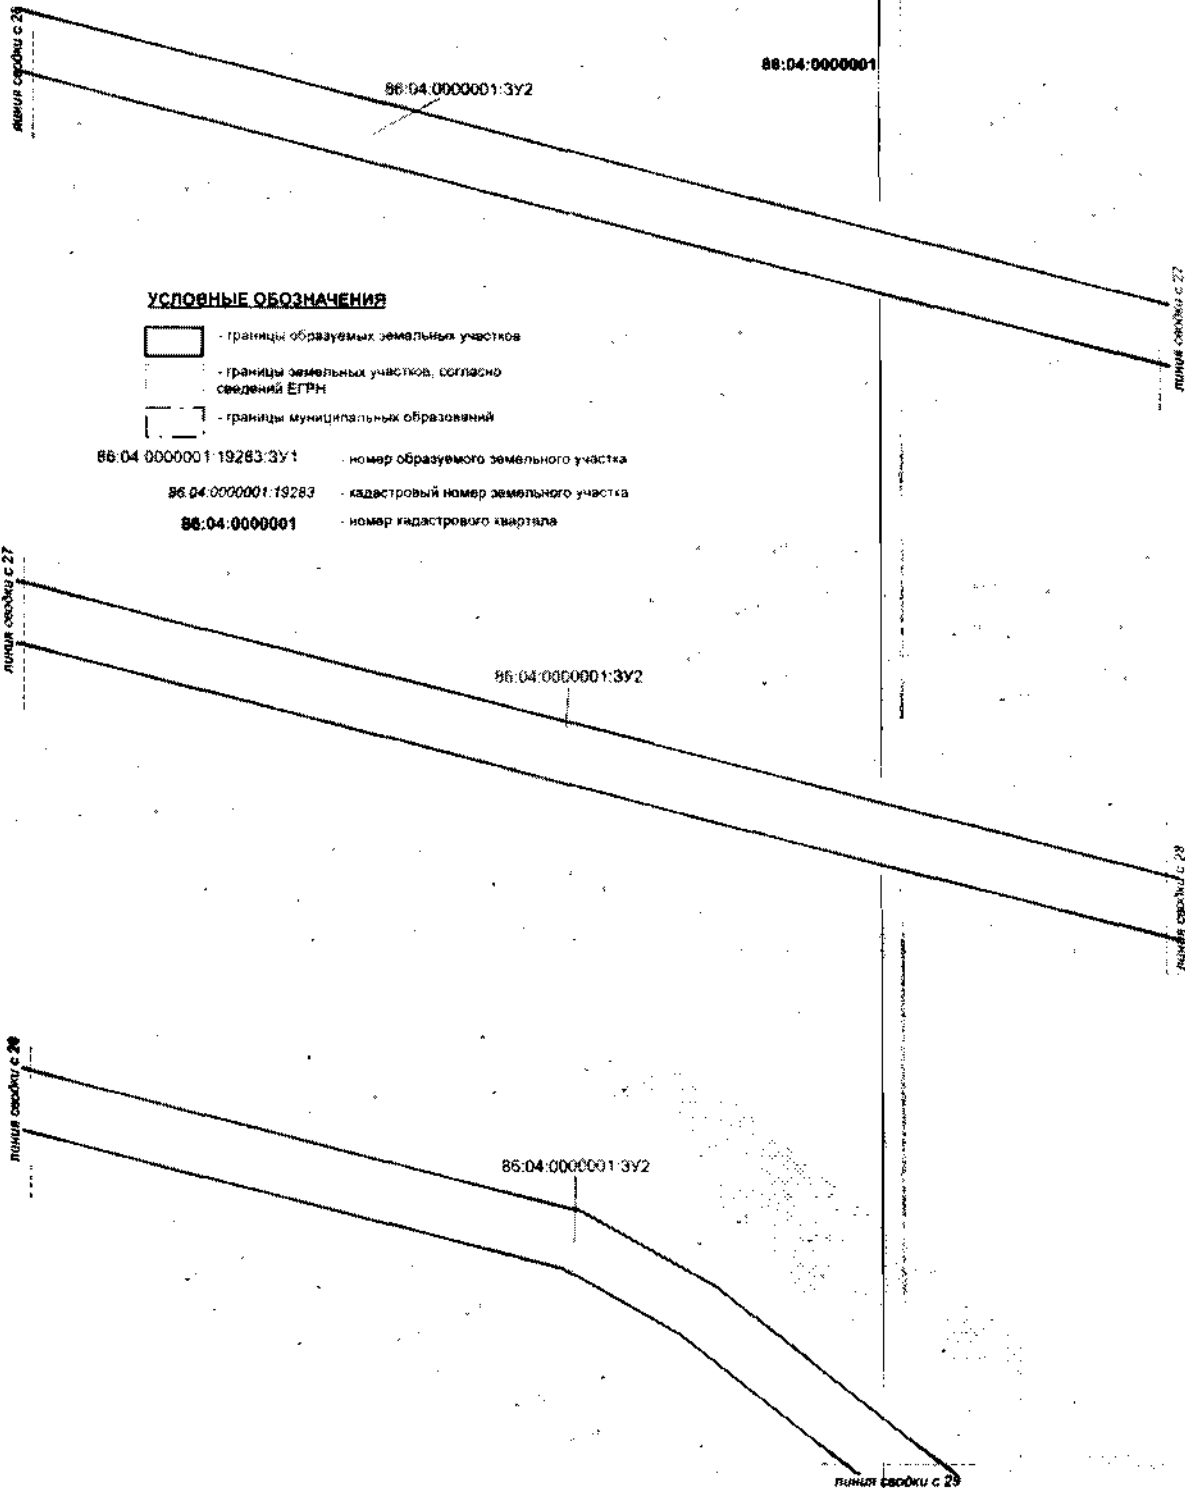 линия сводки с 26
86:04:0000001:ЗУ2
86:04:0000001
линия сводки с 27
УСЛОВНЫЕ ОБОЗНАЧЕНИЯ
- границы образуемых земельных участков
- границы земельных участков, согласно
сведений ЕГРН
- границы муниципальных образований
86:04:0000001:19283:ЗУ1 - номер образуемого земельного участка
86:04:0000001:19283 - кадастровый номер земельного участка
86:04:0000001 - номер кадастрового квартала
линия сводки с 27
86:04:0000001:ЗУ2
линия сводки с 28
линия сводки с
86:04:0000001:ЗУ2
линия сводки с 29